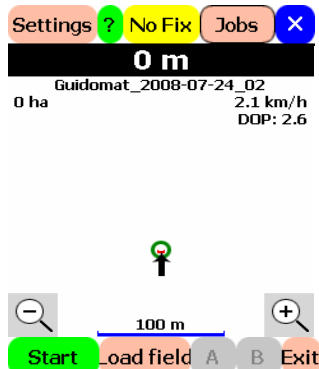 Settings ? No Fix Jobs ✕
0 m
Guidomat_2008-07-24_02
0 ha 2.1 km/h
DOP: 2.6
100 m
Start Load field A B Exit